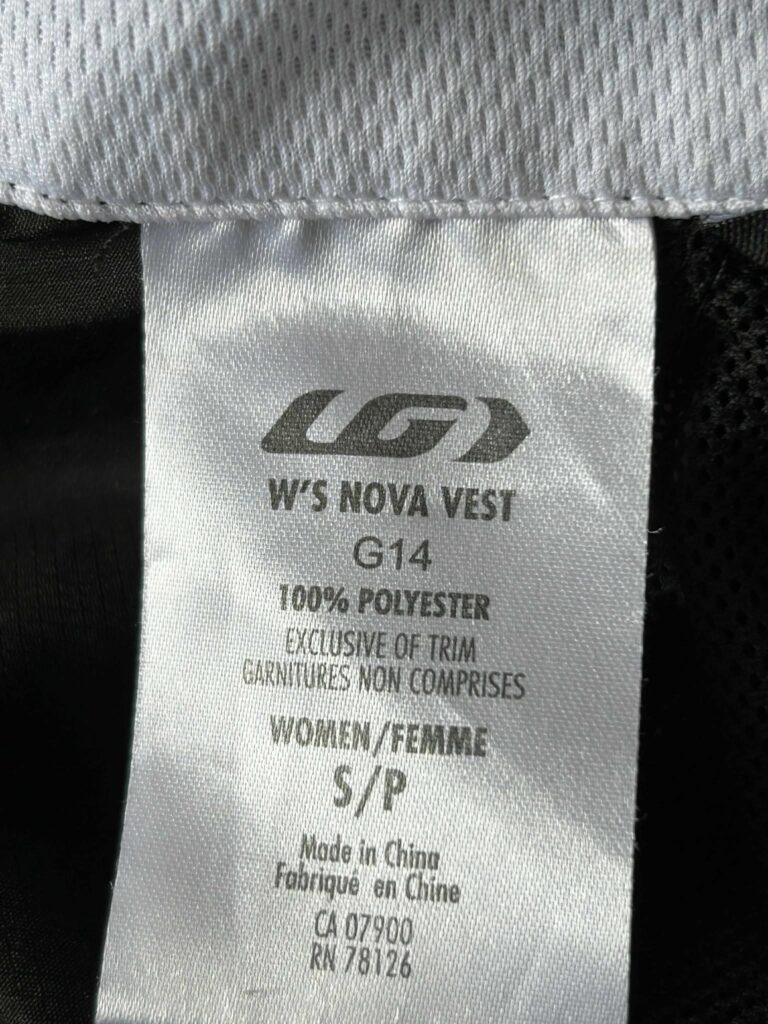 LG
W'S NOVA VEST
G14
100% POLYESTER
EXCLUSIVE OF TRIM
GARNITURES NON COMPRISES
WOMEN/FEMME
S/P
Made in China
Fabriqué en Chine
CA 07900
RN 78126